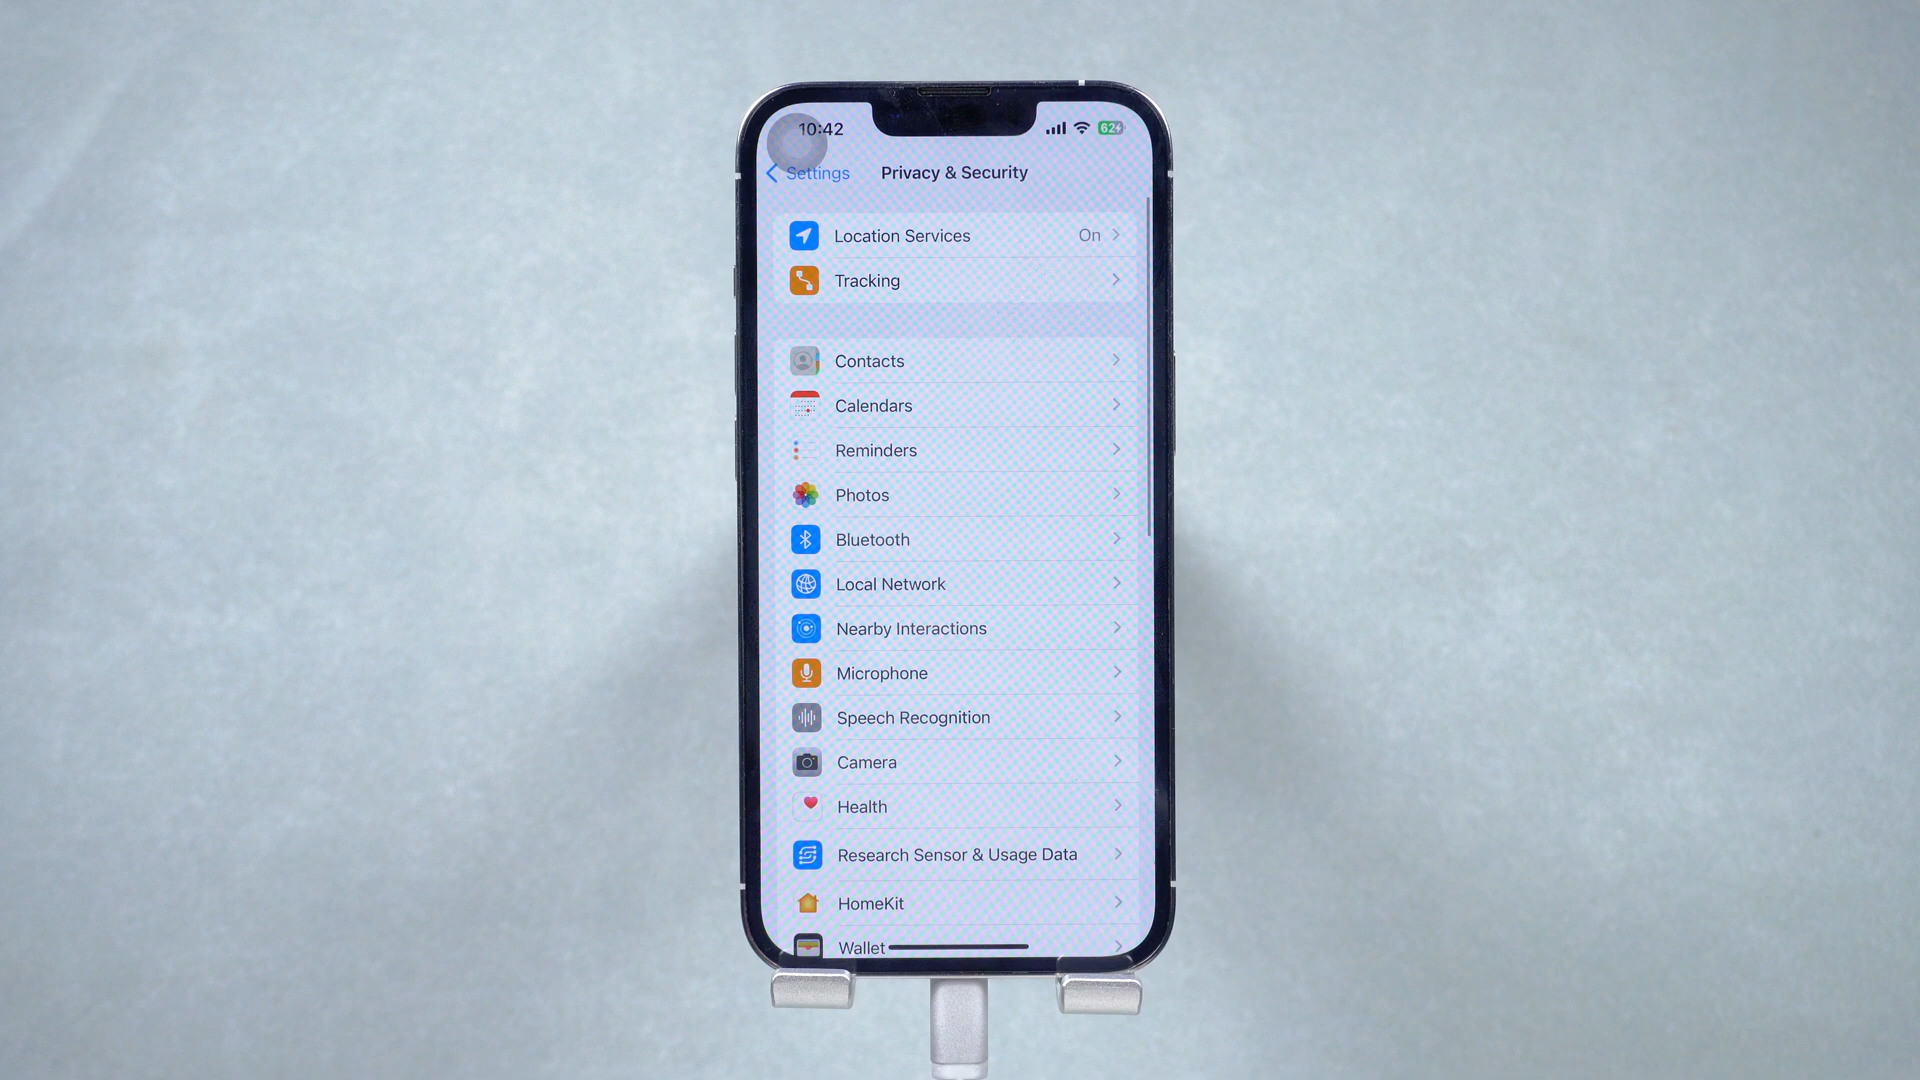 10:42
62
Settings
Privacy & Security
Location Services On
Tracking
Contacts
Calendars
Reminders
Photos
Bluetooth
Local Network
Nearby Interactions
Microphone
Speech Recognition
Camera
Health
Research Sensor & Usage Data
HomeKit
Wallet